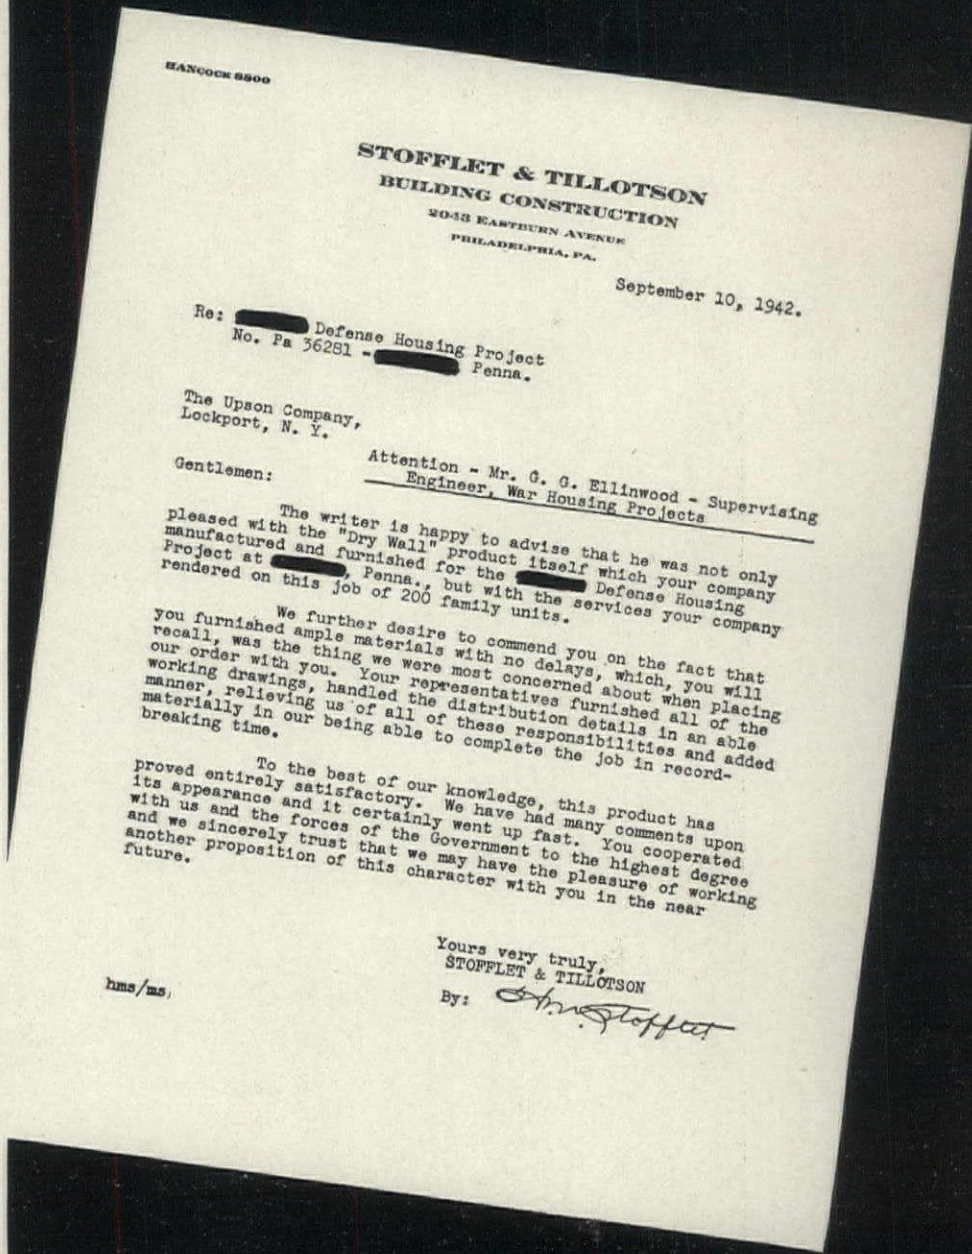 HANCOCK 8800
STOFFLET & TILLOTSON
BUILDING CONSTRUCTION
2043 EASTBURN AVENUE
PHILADELPHIA, PA.
September 10, 1942.
Re: Defense Housing Project
No. Pa 36281 - Penna.
The Upson Company,
Lockport, N. Y.
Attention - Mr. G. G. Ellinwood - Supervising
Engineer, War Housing Projects
Gentlemen:
The writer is happy to advise that he was not only
pleased with the "Dry Wall" product itself which your company
manufactured and furnished for the Defense Housing
Project at , Penna., but with the services your company
rendered on this job of 200 family units.
We further desire to commend you on the fact that
you furnished ample materials with no delays, which, you will
recall, was the thing we were most concerned about when placing
our order with you. Your representatives furnished all of the
working drawings, handled the distribution details in an able
manner, relieving us of all of these responsibilities and added
materially in our being able to complete the job in record-
breaking time.
To the best of our knowledge, this product has
proved entirely satisfactory. We have had many comments upon
its appearance and it certainly went up fast. You cooperated
with us and the forces of the Government to the highest degree
and we sincerely trust that we may have the pleasure of working
another proposition of this character with you in the near
future.
Yours very truly,
STOFFLET & TILLOTSON
By: H.M. Stofflet
hms/ms,